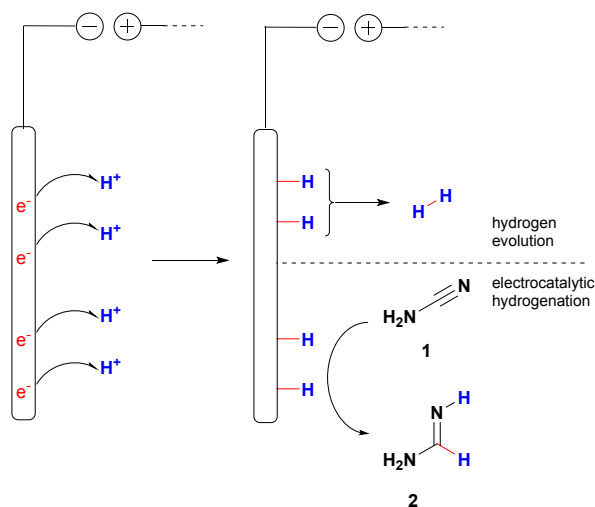 − +
− +
e- H+
e- H+
e- H+
e- H+
H
H
H H
hydrogen
evolution
electrocatalytic
hydrogenation
H
H
H2N N
1
N H
H2N H
2